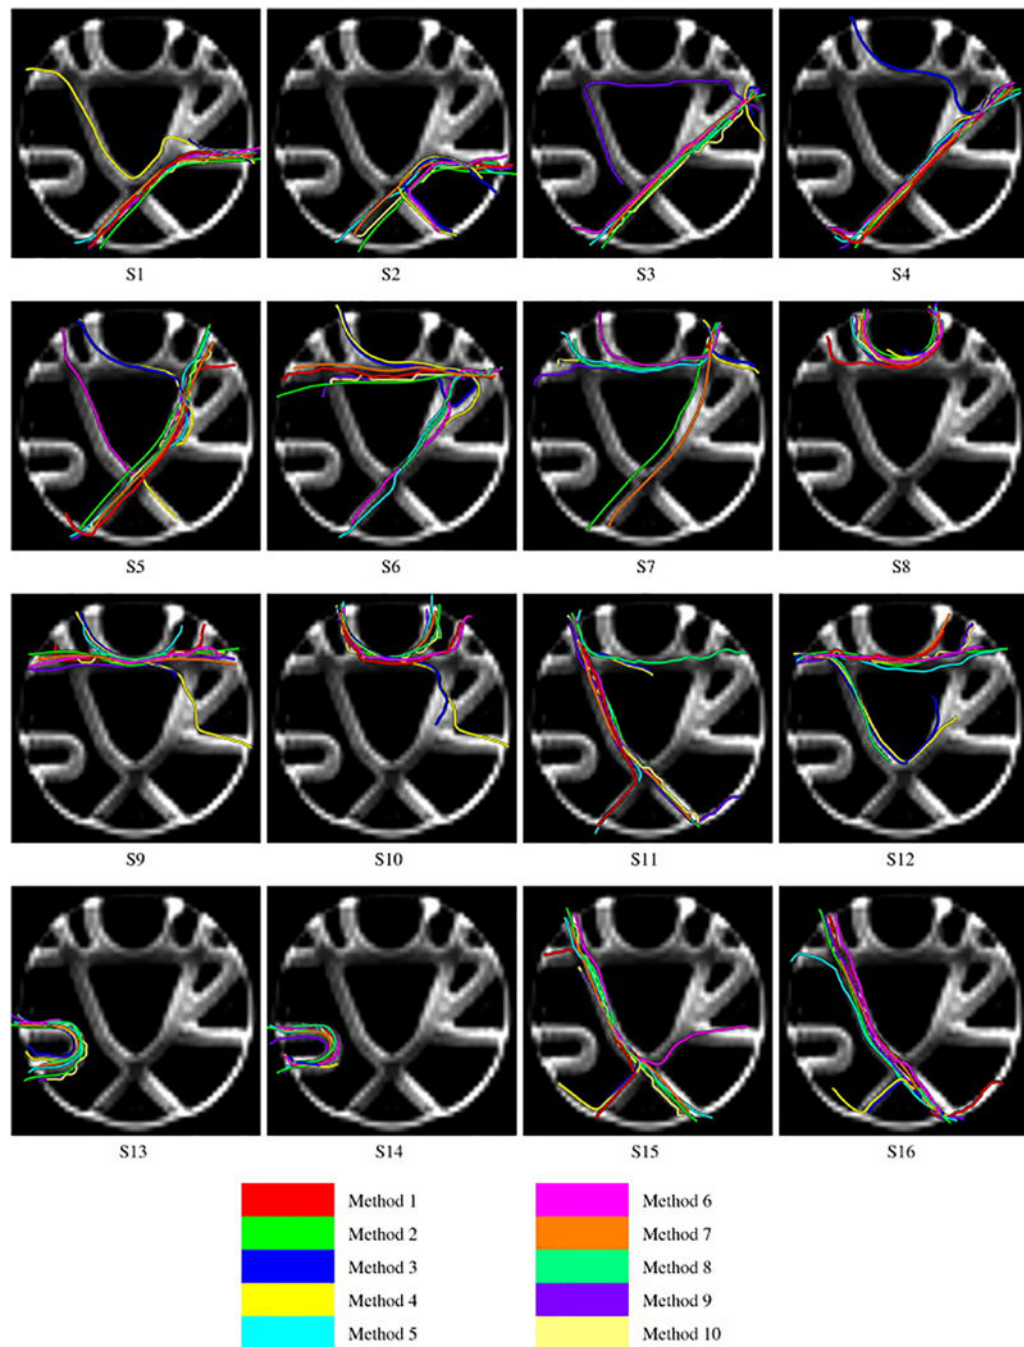 S1 S2 S3 S4
S5 S6 S7 S8
S9 S10 S11 S12
S13 S14 S15 S16
Method 1 Method 6
Method 2 Method 7
Method 3 Method 8
Method 4 Method 9
Method 5 Method 10